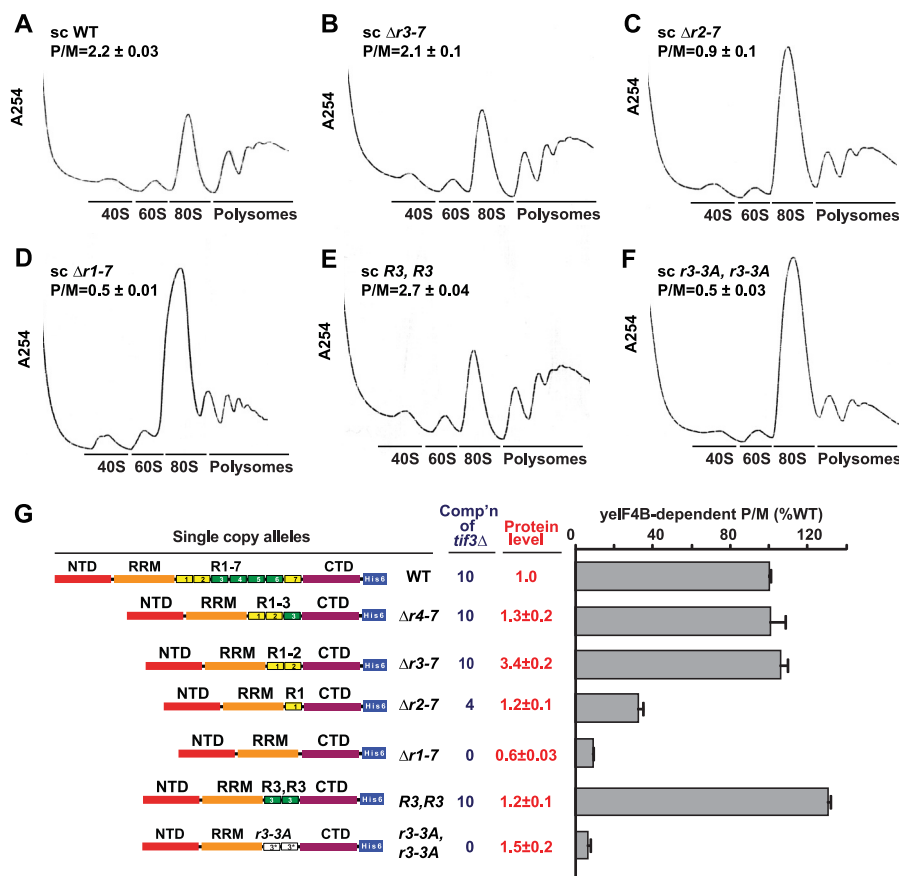 A
sc WT
P/M=2.2 ± 0.03
A254
40S 60S 80S Polysomes
B
sc Δr3-7
P/M=2.1 ± 0.1
A254
40S 60S 80S Polysomes
C
sc Δr2-7
P/M=0.9 ± 0.1
A254
40S 60S 80S Polysomes
D
sc Δr1-7
P/M=0.5 ± 0.01
A254
40S 60S 80S Polysomes
E
sc R3, R3
P/M=2.7 ± 0.04
A254
40S 60S 80S Polysomes
F
sc r3-3A, r3-3A
P/M=0.5 ± 0.03
A254
40S 60S 80S Polysomes
G
Single copy alleles
Comp'n of tif3Δ
Protein level
yeIF4B-dependent P/M (%WT)
0 40 80 120
NTD RRM R1-7 CTD
1 2 3 4 5 6 7 His6
WT 10 1.0
NTD RRM R1-3 CTD
1 2 3 His6
Δr4-7 10 1.3±0.2
NTD RRM R1-2 CTD
1 2 His6
Δr3-7 10 3.4±0.2
NTD RRM R1 CTD
1 His6
Δr2-7 4 1.2±0.1
NTD RRM CTD
His6
Δr1-7 0 0.6±0.03
NTD RRM R3,R3 CTD
3 3 His6
R3,R3 10 1.2±0.1
NTD RRM r3-3A CTD
3* 3* His6
r3-3A, r3-3A 0 1.5±0.2